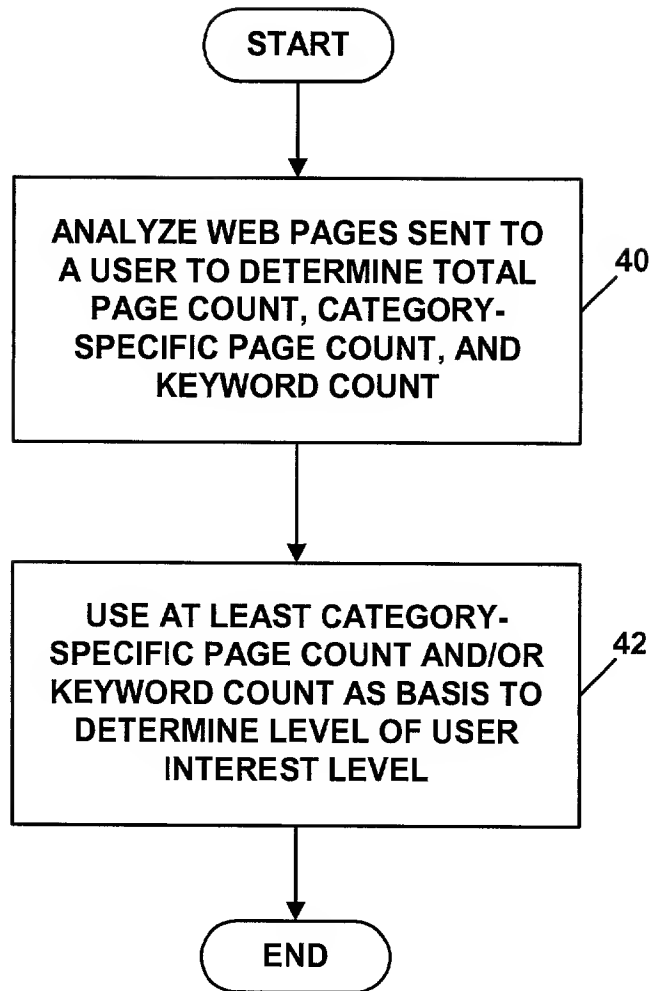 START
ANALYZE WEB PAGES SENT TO
A USER TO DETERMINE TOTAL
PAGE COUNT, CATEGORY-
SPECIFIC PAGE COUNT, AND
KEYWORD COUNT
40
USE AT LEAST CATEGORY-
SPECIFIC PAGE COUNT AND/OR
KEYWORD COUNT AS BASIS TO
DETERMINE LEVEL OF USER
INTEREST LEVEL
42
END